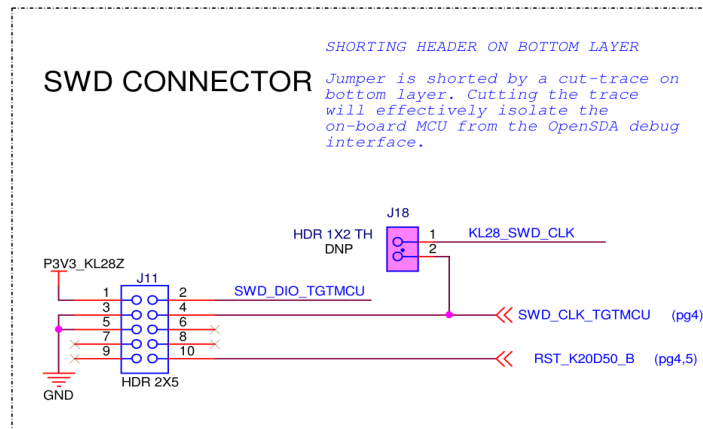 SHORTING HEADER ON BOTTOM LAYER
SWD CONNECTOR
Jumper is shorted by a cut-trace on
bottom layer. Cutting the trace
will effectively isolate the
on-board MCU from the OpenSDA debug
interface.
J18
HDR 1X2 TH
DNP
1
2
KL28_SWD_CLK
P3V3_KL28Z
J11
1
2
SWD_DIO_TGTMCU
3
4
SWD_CLK_TGTMCU (pg4)
5
6
7
8
9
10
RST_K20D50_B (pg4,5)
HDR 2X5
GND